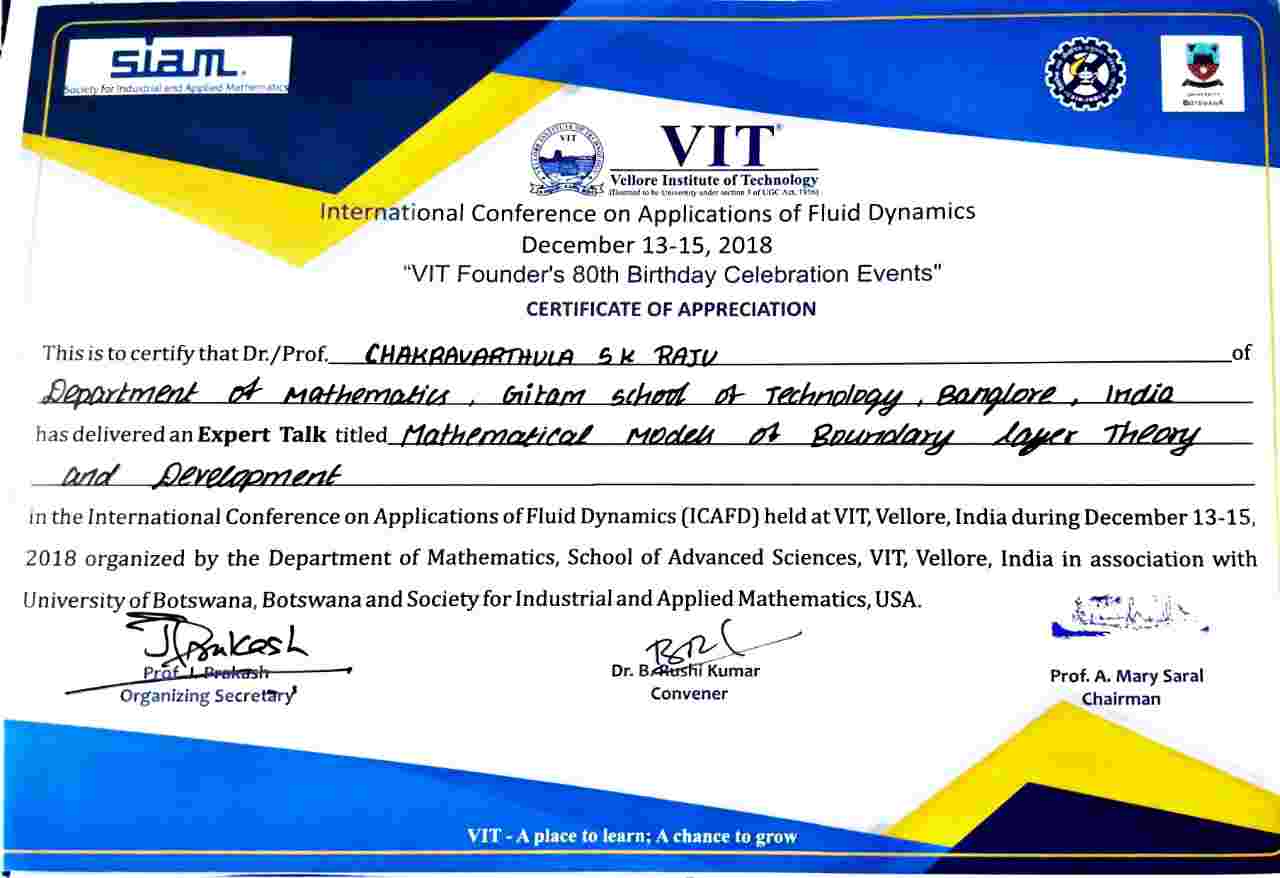 siam.
Society for Industrial and Applied Mathematics
UNIVERSITY
BOTSWANA
VIT
VIT®
Vellore Institute of Technology
(Deemed to be University under section 3 of UGC Act, 1956)
International Conference on Applications of Fluid Dynamics
December 13-15, 2018
"VIT Founder's 80th Birthday Celebration Events"
CERTIFICATE OF APPRECIATION
This is to certify that Dr./Prof. CHAKRAVARTHULA S K RAJU of
Department of Mathematics, Gitam school of Technology, Banglore, India
has delivered an Expert Talk titled Mathematical Models of Boundary layer Theory
and Development
in the International Conference on Applications of Fluid Dynamics (ICAFD) held at VIT, Vellore, India during December 13-15,
2018 organized by the Department of Mathematics, School of Advanced Sciences, VIT, Vellore, India in association with
University of Botswana, Botswana and Society for Industrial and Applied Mathematics, USA.
J Prakash
Prof. J. Prakash
Organizing Secretary
Dr. B. Rushi Kumar
Convener
Prof. A. Mary Saral
Chairman
VIT - A place to learn; A chance to grow